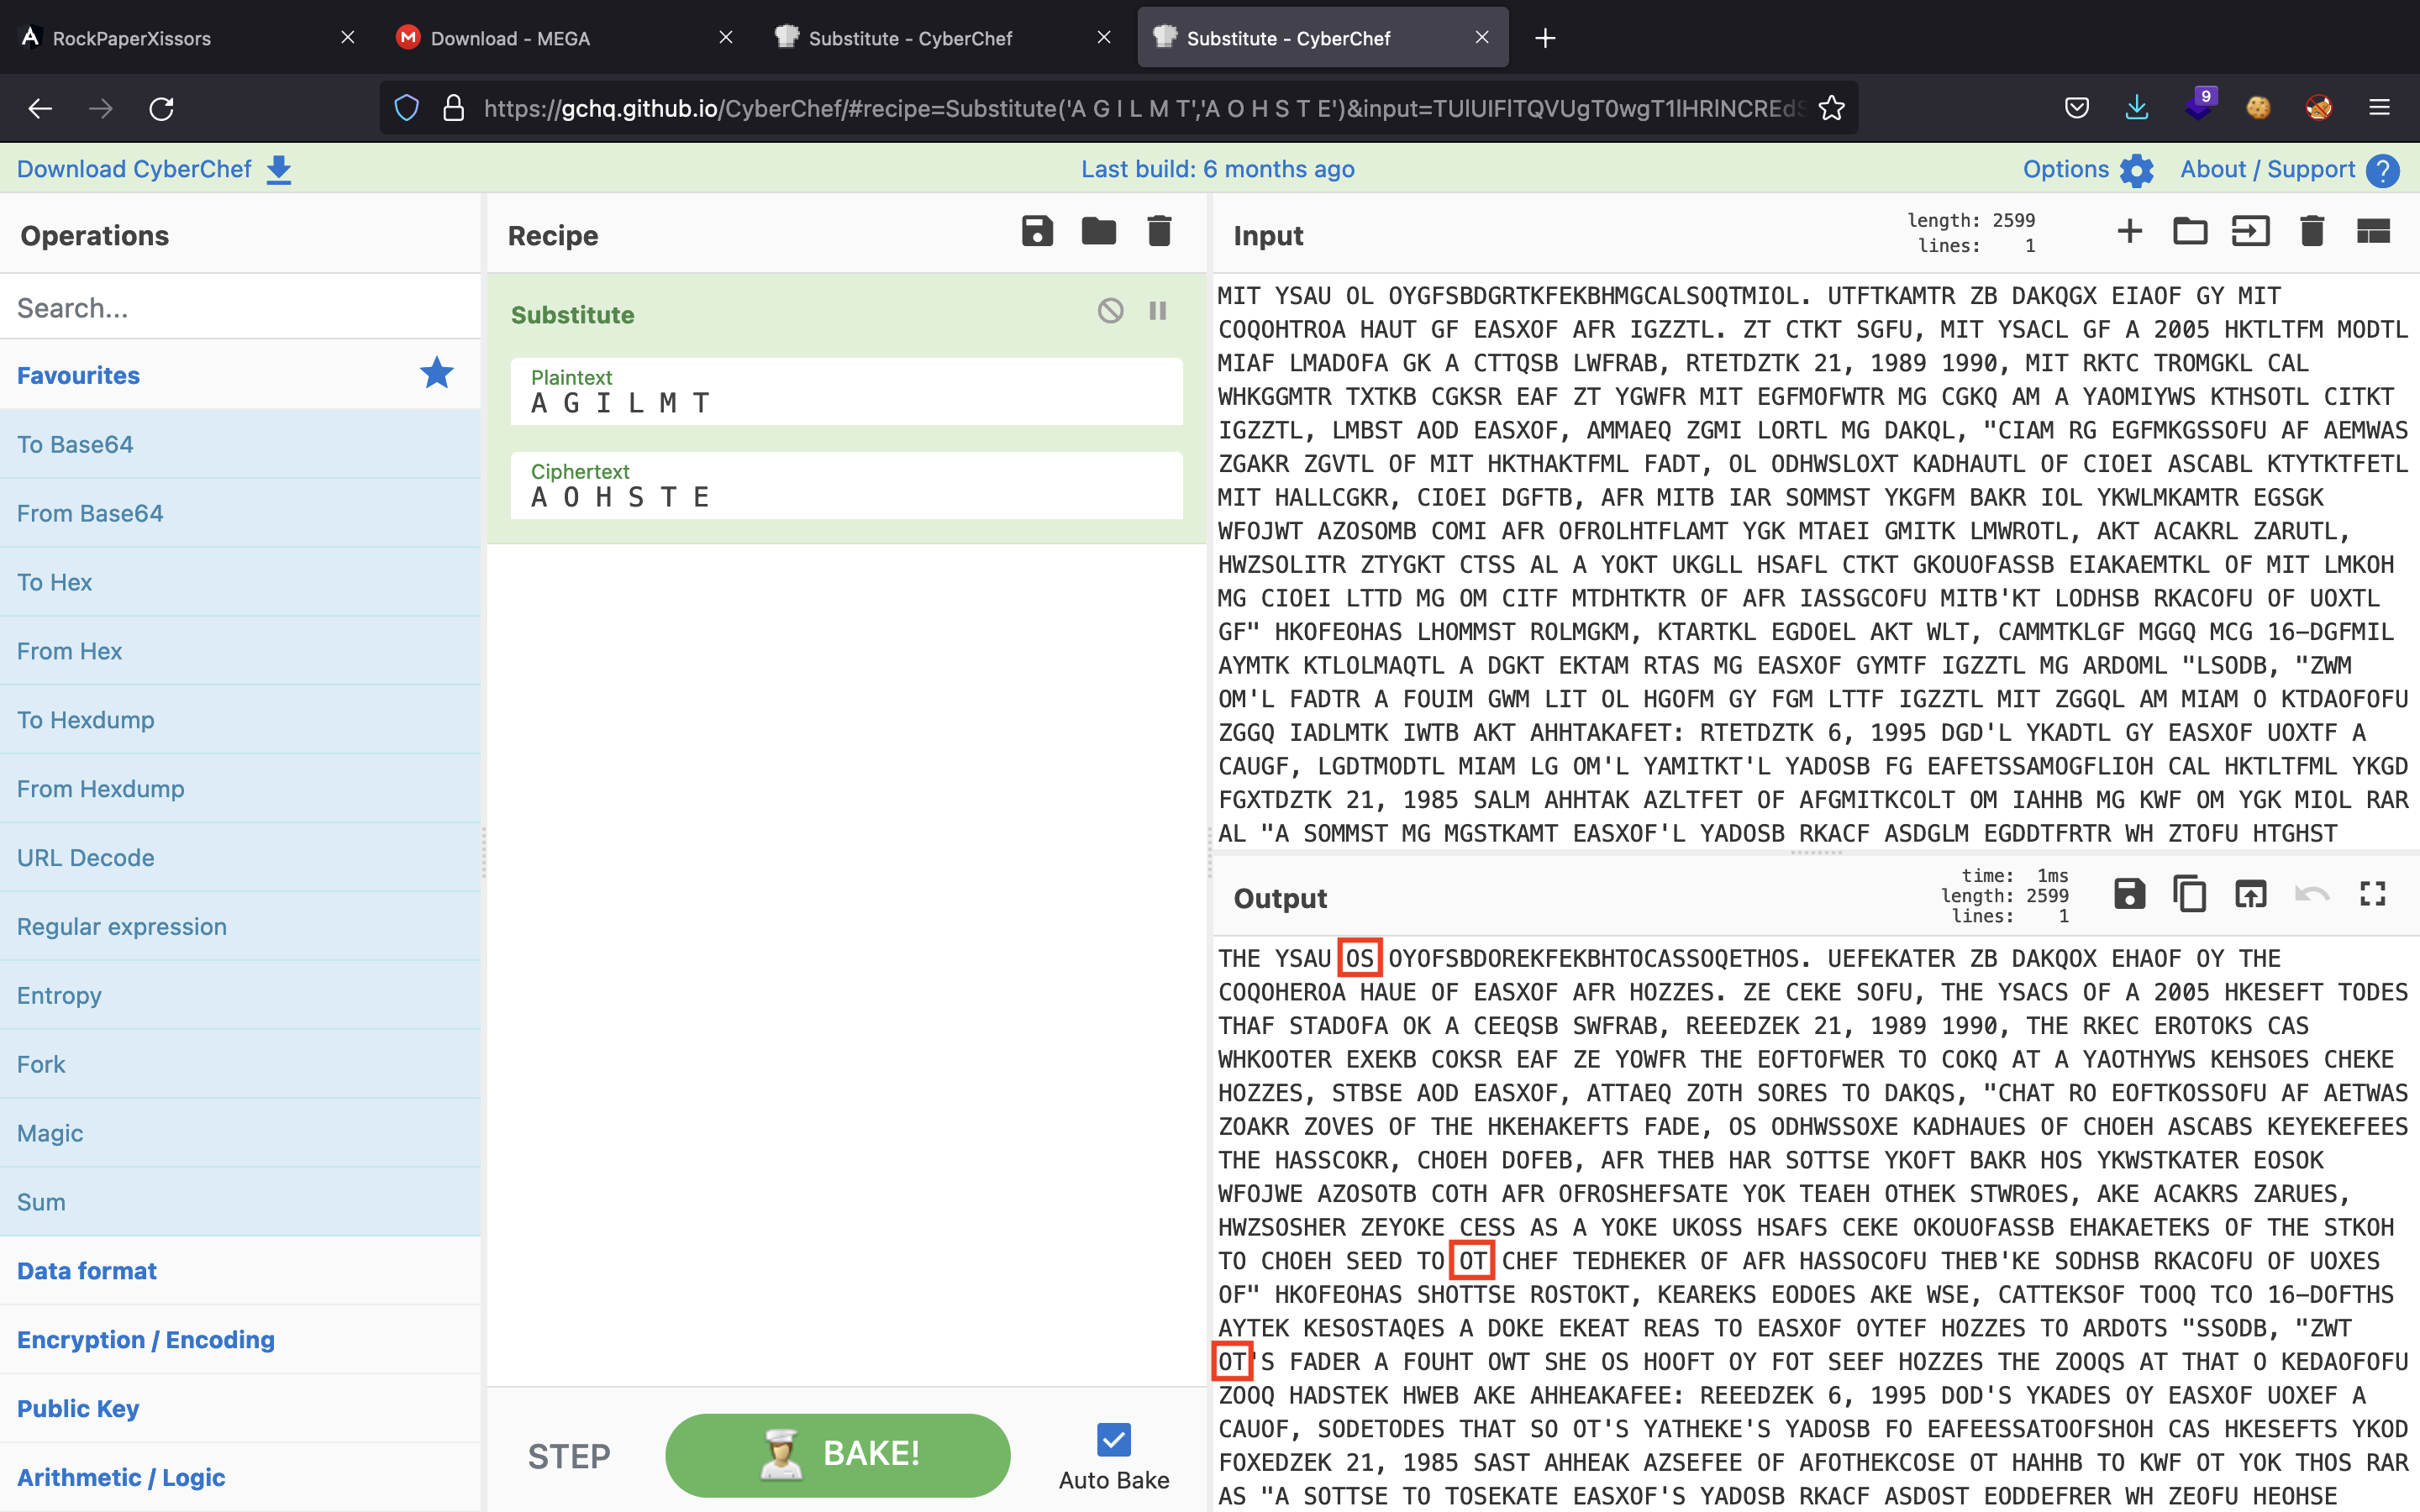 RockPaperXissors
Download - MEGA
Substitute - CyberChef
Substitute - CyberChef
https://gchq.github.io/CyberChef/#recipe=Substitute('A G I L M T','A O H S T E')&input=TUlUIFlTQVUgT0wgT1lHRlNCREdS
9
Download CyberChef
Last build: 6 months ago
Options
About / Support
Operations
Search...
Favourites
To Base64
From Base64
To Hex
From Hex
To Hexdump
From Hexdump
URL Decode
Regular expression
Entropy
Fork
Magic
Sum
Data format
Encryption / Encoding
Public Key
Arithmetic / Logic
Recipe
Substitute
Plaintext
A G I L M T
Ciphertext
A O H S T E
STEP
BAKE!
Auto Bake
Input
length: 2599
lines: 1
MIT YSAU OL OYGFSBDGRTKFEKBHMGCALSOQTMIOL. UTFTKAMTR ZB DAKQGX EIAOF GY MIT
COQOHTROA HAUT GF EASXOF AFR IGZZTL. ZT CTKT SGFU, MIT YSACL GF A 2005 HKTLTFM MODTL
MIAF LMADOFA GK A CTTQSB LWFRAB, RTETDZTK 21, 1989 1990, MIT RKTC TROMGKL CAL
WHKGGMTR TXTKB CGKSR EAF ZT YGWFR MIT EGFMOFWTR MG CGKQ AM A YAOMIYWS KTHSOTL CITKT
IGZZTL, LMBST AOD EASXOF, AMMAEQ ZGMI LORTL MG DAKQL, "CIAM RG EGFMKGSSOFU AF AEMWAS
ZGAKR ZGVTL OF MIT HKTHAKTFML FADT, OL ODHWSLOXT KADHAUTL OF CIOEI ASCABL KTYTKTFETL
MIT HALLCGKR, CIOEI DGFTB, AFR MITB IAR SOMMST YKGFM BAKR IOL YKWLMKAMTR EGSGK
WFOJWT AZOSOMB COMI AFR OFROLHTFLAMT YGK MTAEI GMITK LMWROTL, AKT ACAKRL ZARUTL,
HWZSOLITR ZTYGKT CTSS AL A YOKT UKGLL HSAFL CTKT GKOUOFASSB EIAKAEMTKL OF MIT LMKOH
MG CIOEI LTTD MG OM CITF MTDHTKTR OF AFR IASSGCOFU MITB'KT LODHSB RKACOFU OF UOXTL
GF" HKOFEOHAS LHOMMST ROLMGKM, KTARTKL EGDOEL AKT WLT, CAMMTKLGF MGGQ MCG 16-DGFMIL
AYMTK KTLOLMAQTL A DGKT EKTAM RTAS MG EASXOF GYMTF IGZZTL MG ARDOML "LSODB, "ZWM
OM'L FADTR A FOUIM GWM LIT OL HGOFM GY FGM LTTF IGZZTL MIT ZGGQL AM MIAM O KTDAOFOFU
ZGGQ IADLMTK IWTB AKT AHHTAKAFET: RTETDZTK 6, 1995 DGD'L YKADTL GY EASXOF UOXTF A
CAUGF, LGDTMODTL MIAM LG OM'L YAMITKT'L YADOSB FG EAFETSSAMOGFLIOH CAL HKTLTFML YKGD
FGXTDZTK 21, 1985 SALM AHHTAK AZLTFET OF AFGMITKCOLT OM IAHHB MG KWF OM YGK MIOL RAR
AL "A SOMMST MG MGSTKAMT EASXOF'L YADOSB RKACF ASDGLM EGDDTFRTR WH ZTOFU HTGHST
Output
time: 1ms
length: 2599
lines: 1
THE YSAU OS OYOFSBDOREKFEKBHTOCASSOQETHOS. UEFEKATER ZB DAKQOX EHAOF OY THE
COQOHEROA HAUE OF EASXOF AFR HOZZES. ZE CEKE SOFU, THE YSACS OF A 2005 HKESEFT TODES
THAF STADOFA OK A CEEQSB SWFRAB, REEEDZEK 21, 1989 1990, THE RKEC EROTOKS CAS
WHKOOTER EXEKB COKSR EAF ZE YOWFR THE EOFTOFWER TO COKQ AT A YAOTHYWS KEHSOES CHEKE
HOZZES, STBSE AOD EASXOF, ATTAEQ ZOTH SORES TO DAKQS, "CHAT RO EOFTKOSSOFU AF AETWAS
ZOAKR ZOVES OF THE HKEHAKEFTS FADE, OS ODHWSSOXE KADHAUES OF CHOEH ASCABS KEYEKEFEES
THE HASSCOKR, CHOEH DOFEB, AFR THEB HAR SOTTSE YKOFT BAKR HOS YKWSTKATER EOSOK
WFOJWE AZOSOTB COTH AFR OFROSHEFSATE YOK TEAEH OTHEK STWROES, AKE ACAKRS ZARUES,
HWZSOSHER ZEYOKE CESS AS A YOKE UKOSS HSAFS CEKE OKOUOFASSB EHAKAETEKS OF THE STKOH
TO CHOEH SEED TO OT CHEF TEDHEKER OF AFR HASSOCOFU THEB'KE SODHSB RKACOFU OF UOXES
OF" HKOFEOHAS SHOTTSE ROSTOKT, KEAREKS EODOES AKE WSE, CATTEKSOF TOOQ TCO 16-DOFTHS
AYTEK KESOSTAQES A DOKE EKEAT REAS TO EASXOF OYTEF HOZZES TO ARDOTS "SSODB, "ZWT
OT'S FADER A FOUHT OWT SHE OS HOOFT OY FOT SEEF HOZZES THE ZOOQS AT THAT O KEDAOFOFU
ZOOQ HADSTEK HWEB AKE AHHEAKAFEE: REEEDZEK 6, 1995 DOD'S YKADES OY EASXOF UOXEF A
CAUOF, SODETODES THAT SO OT'S YATHEKE'S YADOSB FO EAFEESSATOOFSHOH CAS HKESEFTS YKOD
FOXEDZEK 21, 1985 SAST AHHEAK AZSEFEE OF AFOTHEKCOSE OT HAHHB TO KWF OT YOK THOS RAR
AS "A SOTTSE TO TOSEKATE EASXOF'S YADOSB RKACF ASDOST EODDEFRER WH ZEOFU HEOHSE